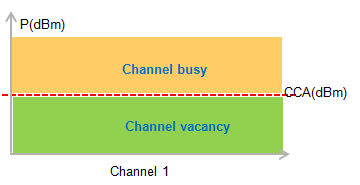 P(dBm)
Channel busy
CCA(dBm)
Channel vacancy
Channel 1